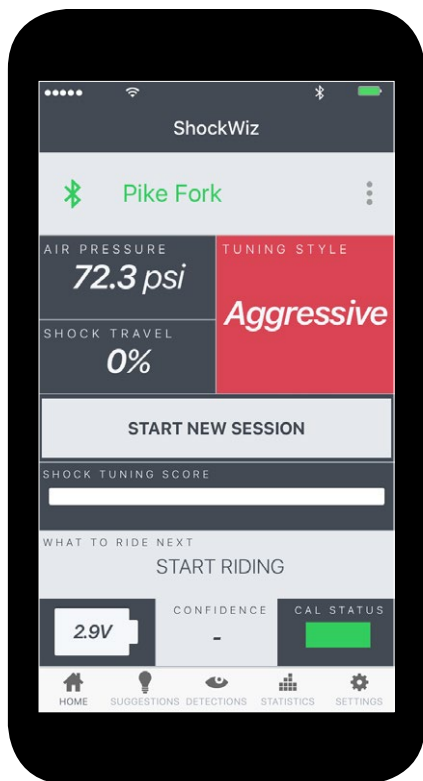 ShockWiz
Pike Fork
AIR PRESSURE
72.3 psi
TUNING STYLE
Aggressive
SHOCK TRAVEL
0%
START NEW SESSION
SHOCK TUNING SCORE
WHAT TO RIDE NEXT
START RIDING
2.9V
CONFIDENCE
-
CAL STATUS
HOME SUGGESTIONS DETECTIONS STATISTICS SETTINGS